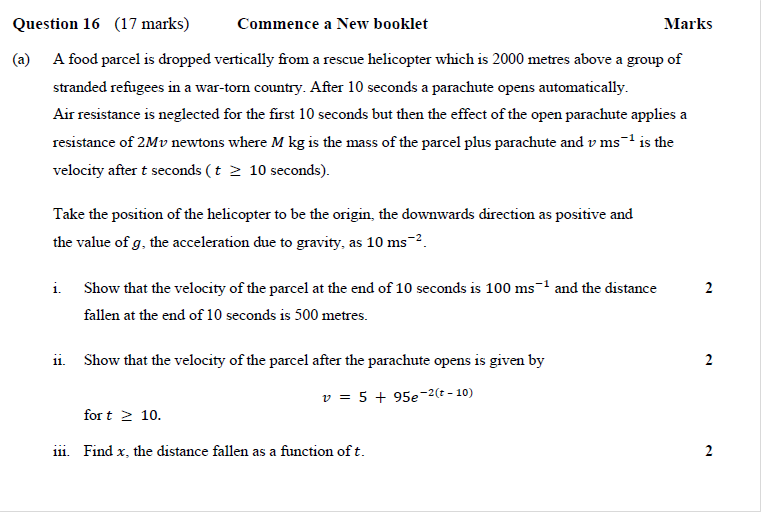 Question 16 (17 marks) Commence a New booklet Marks
(a) A food parcel is dropped vertically from a rescue helicopter which is 2000 metres above a group of
stranded refugees in a war-torn country. After 10 seconds a parachute opens automatically.
Air resistance is neglected for the first 10 seconds but then the effect of the open parachute applies a
resistance of 2Mv newtons where M kg is the mass of the parcel plus parachute and v ms⁻¹ is the
velocity after t seconds ( t ≥ 10 seconds).
Take the position of the helicopter to be the origin, the downwards direction as positive and
the value of g, the acceleration due to gravity, as 10 ms⁻².
i. Show that the velocity of the parcel at the end of 10 seconds is 100 ms⁻¹ and the distance 2
fallen at the end of 10 seconds is 500 metres.
ii. Show that the velocity of the parcel after the parachute opens is given by 2
v = 5 + 95e⁻²⁽ᵗ⁻¹⁰⁾
for t ≥ 10.
iii. Find x, the distance fallen as a function of t. 2